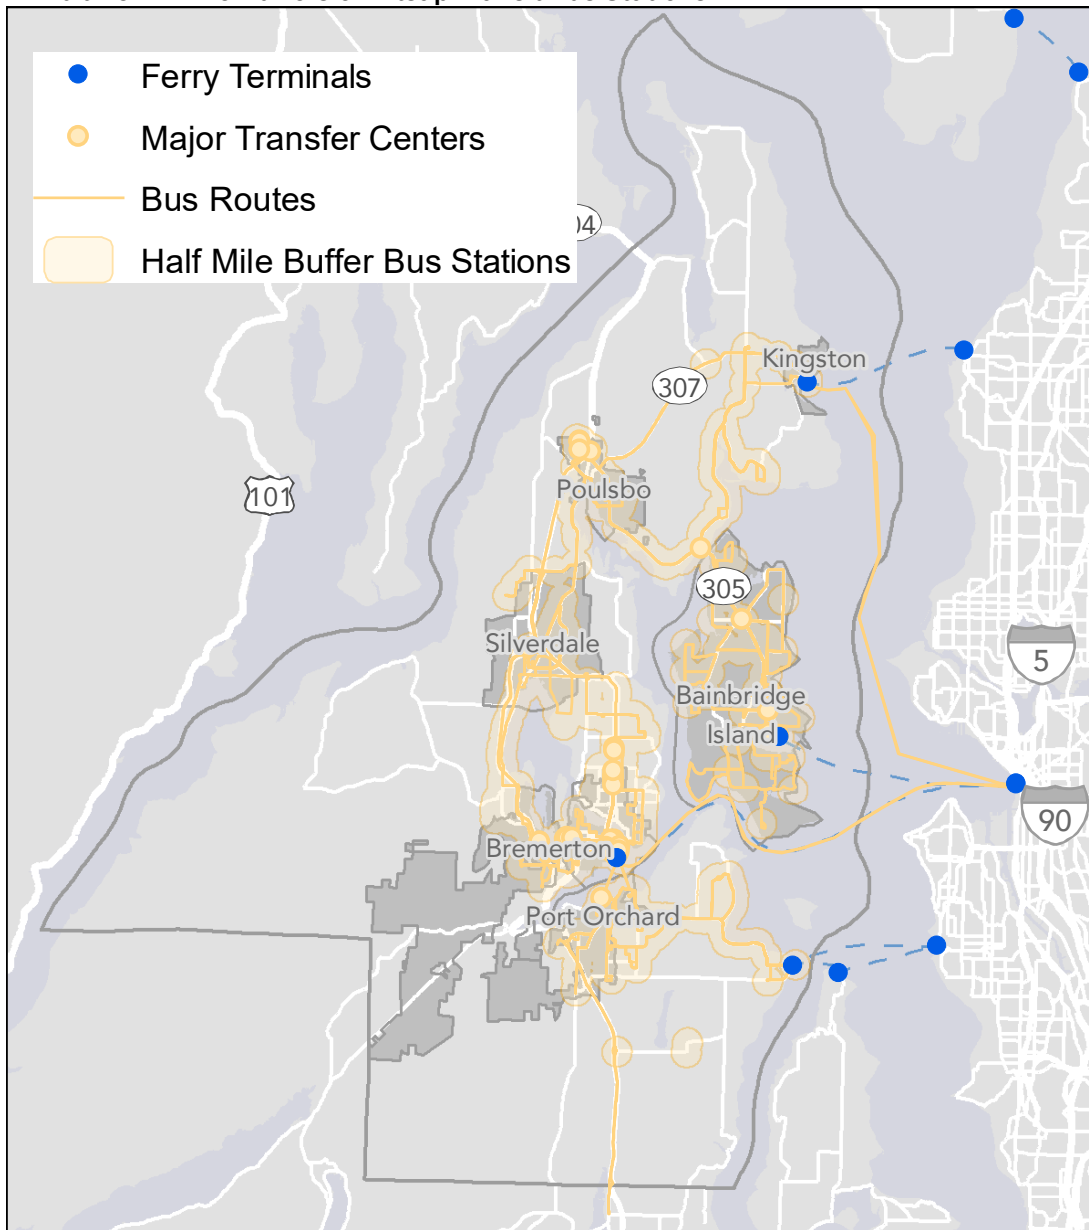 Ferry Terminals
Major Transfer Centers
Bus Routes
Half Mile Buffer Bus Stations
04
Kingston
307
101
Poulsbo
305
Silverdale
5
Bainbridge
Island
90
Bremerton
Port Orchard